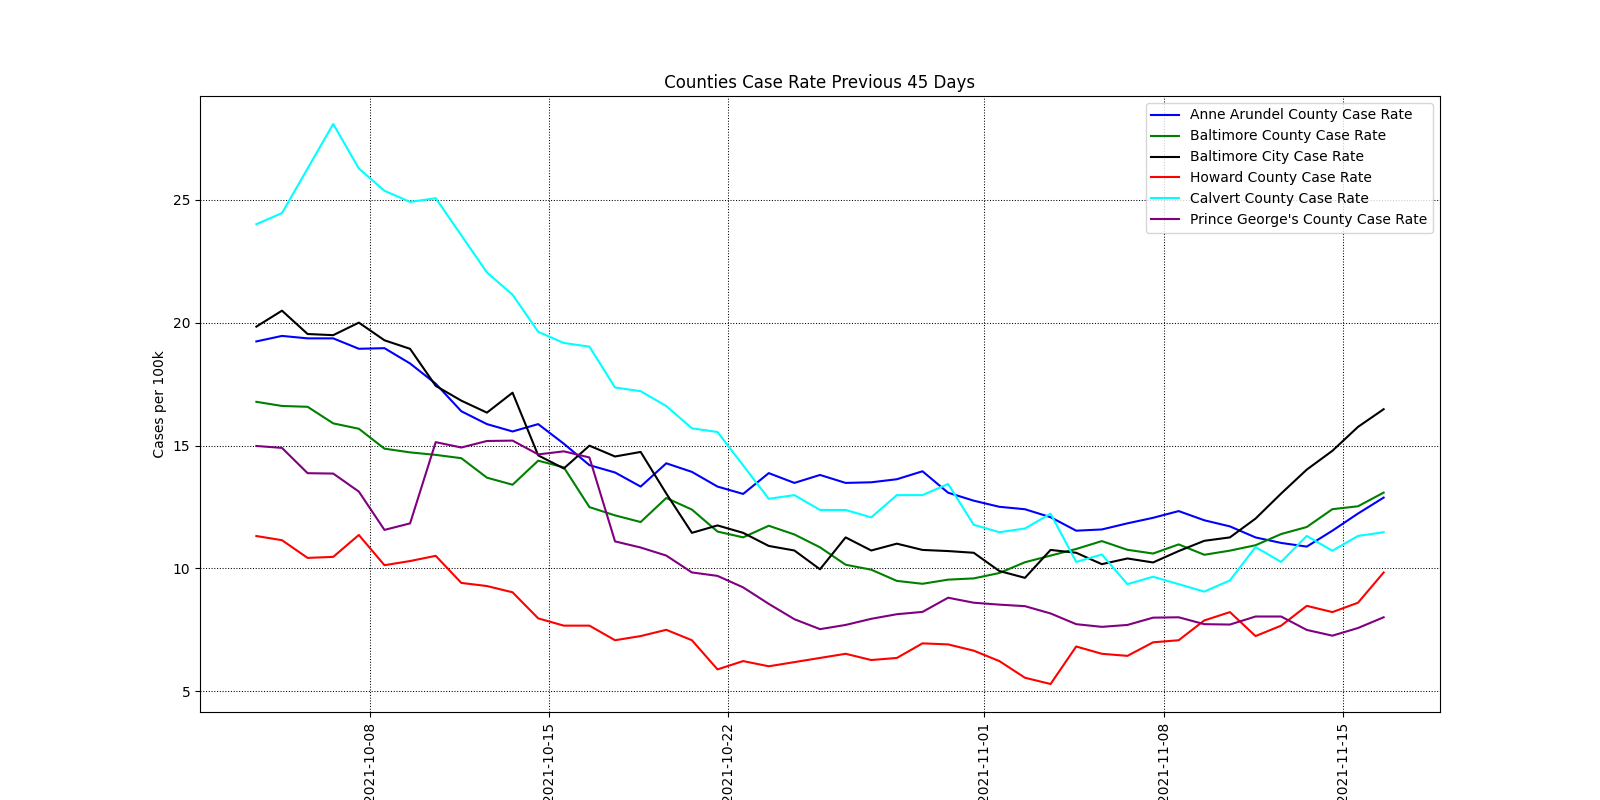 Counties Case Rate Previous 45 Days
Anne Arundel County Case Rate
Baltimore County Case Rate
Baltimore City Case Rate
Howard County Case Rate
Calvert County Case Rate
Prince George's County Case Rate
Cases per 100k
25
20
15
10
5
2021-10-08
2021-10-15
2021-10-22
2021-11-01
2021-11-08
2021-11-15